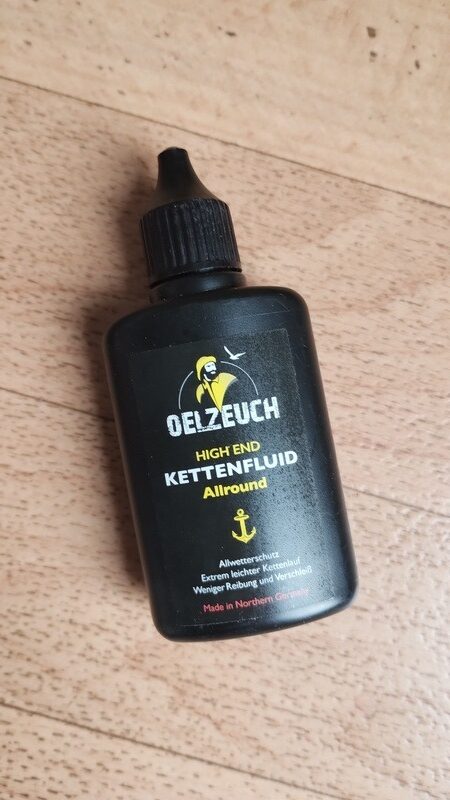 OELZEUCH
HIGH END
KETTENFLUID
Allround
Allwetterschutz
Extrem leichter Kettenlauf
Weniger Reibung und Verschleiß
Made in Northern Germany